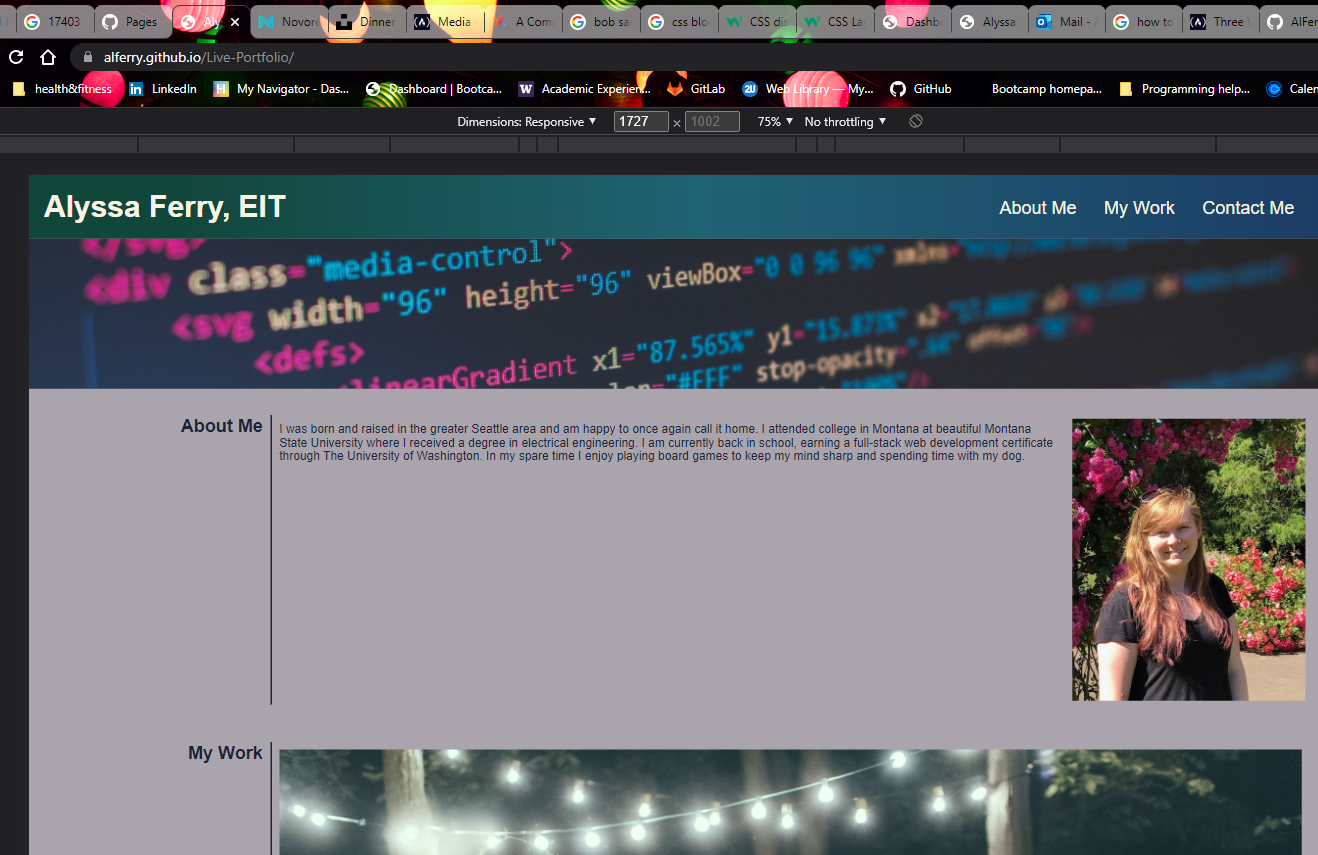 17403
Pages
Aly
Novore
Dinner
Media
A Com
bob sa
css blo
CSS dis
CSS La
Dashb
Alyssa
Mail -
how to
Three
AlFer
alferry.github.io/Live-Portfolio/
health&fitness
LinkedIn
My Navigator - Das...
Dashboard | Bootca...
Academic Experien...
GitLab
Web Library — My...
GitHub
Bootcamp homepa...
Programming help...
Calen
Dimensions: Responsive
1727 × 1002
75%
No throttling
Alyssa Ferry, EIT
About Me
My Work
Contact Me
</svg>
<div class="media-control">
<svg width="96" height="96" viewBox="0 0 96 96"
<defs>
<linearGradient x1="87.565%" y1="15.873%"
"#FFF" stop-opacity=
About Me
I was born and raised in the greater Seattle area and am happy to once again call it home. I attended college in Montana at beautiful Montana
State University where I received a degree in electrical engineering. I am currently back in school, earning a full-stack web development certificate
through The University of Washington. In my spare time I enjoy playing board games to keep my mind sharp and spending time with my dog.
My Work